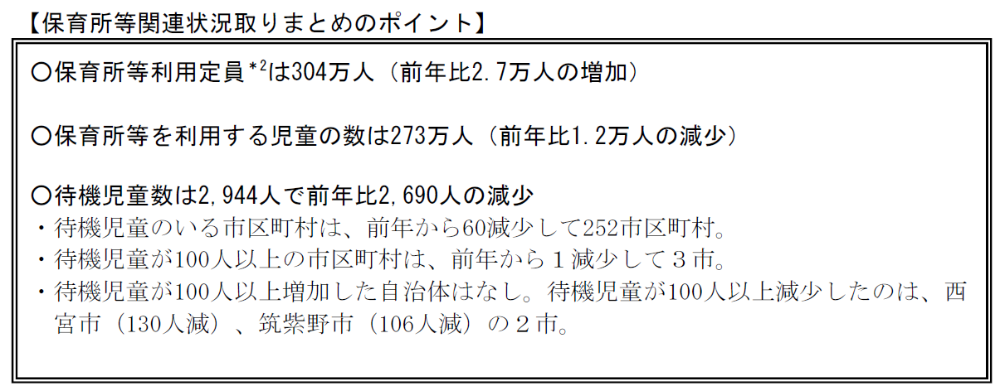 【保育所等関連状況取りまとめのポイント】
〇保育所等利用定員*2は304万人（前年比2.7万人の増加）
〇保育所等を利用する児童の数は273万人（前年比1.2万人の減少）
〇待機児童数は2,944人で前年比2,690人の減少
・待機児童のいる市区町村は、前年から60減少して252市区町村。
・待機児童が100人以上の市区町村は、前年から１減少して３市。
・待機児童が100人以上増加した自治体はなし。待機児童が100人以上減少したのは、西
宮市（130人減）、筑紫野市（106人減）の２市。